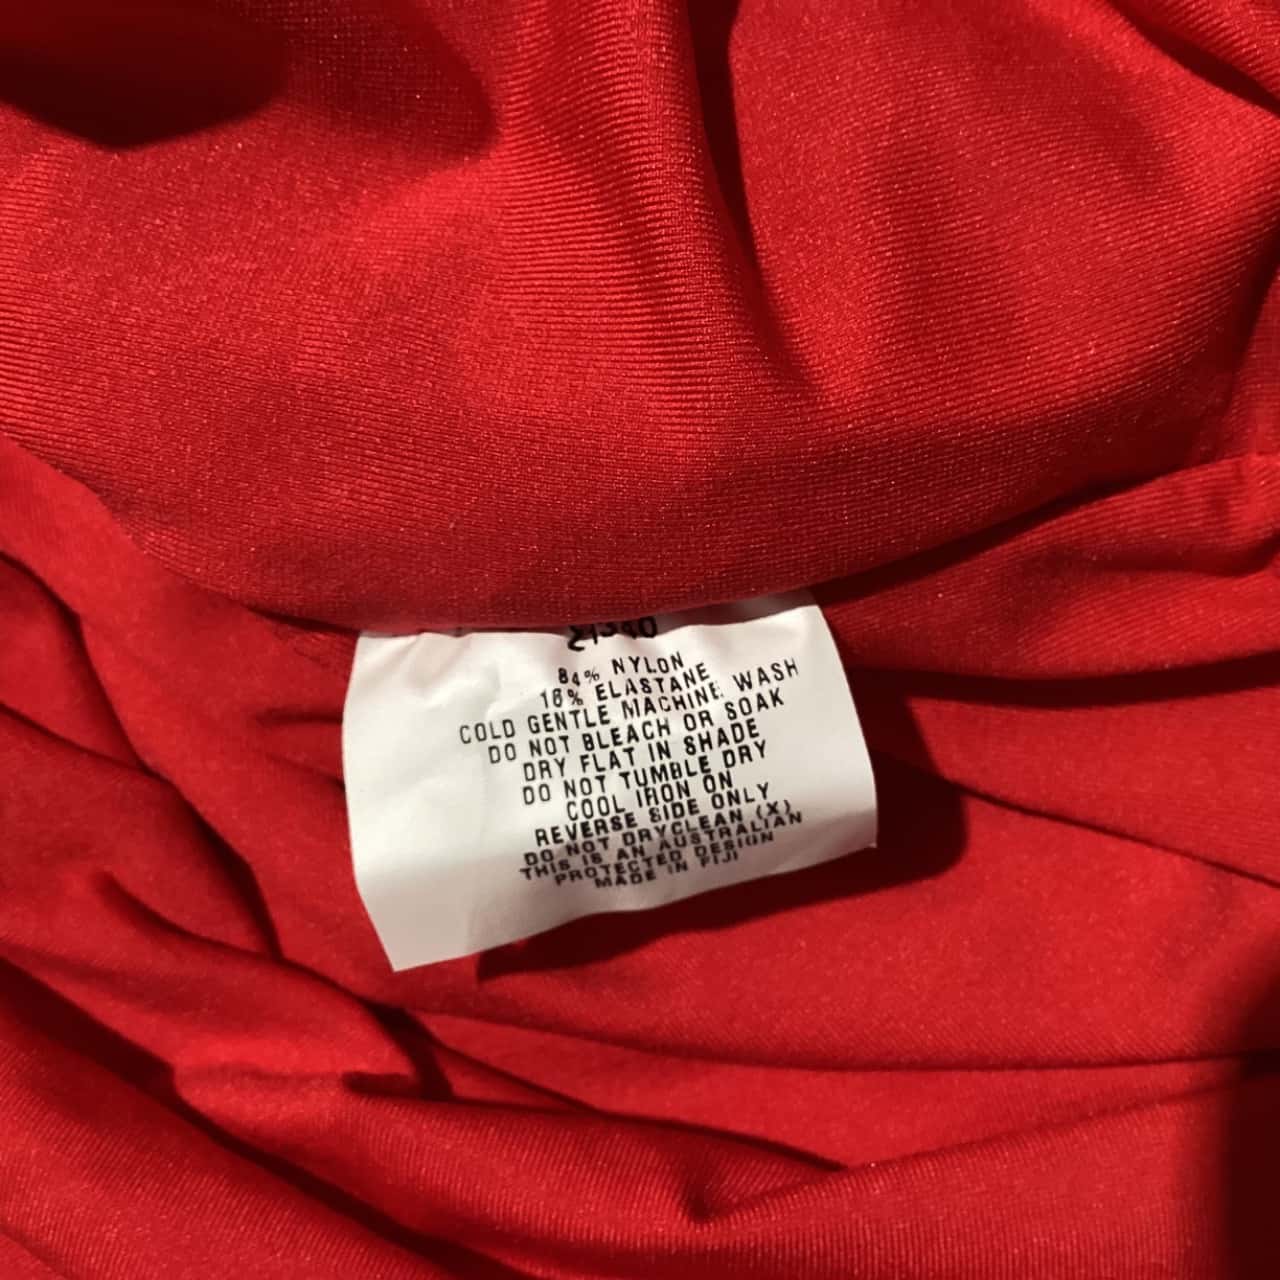 84% NYLON
16% ELASTANE
COLD GENTLE MACHINE WASH
DO NOT BLEACH OR SOAK
DRY FLAT IN SHADE
DO NOT TUMBLE DRY
COOL IRON ON
REVERSE SIDE ONLY
DO NOT DRYCLEAN (X)
THIS IS AN AUSTRALIAN
PROTECTED DESIGN
MADE IN FIJI